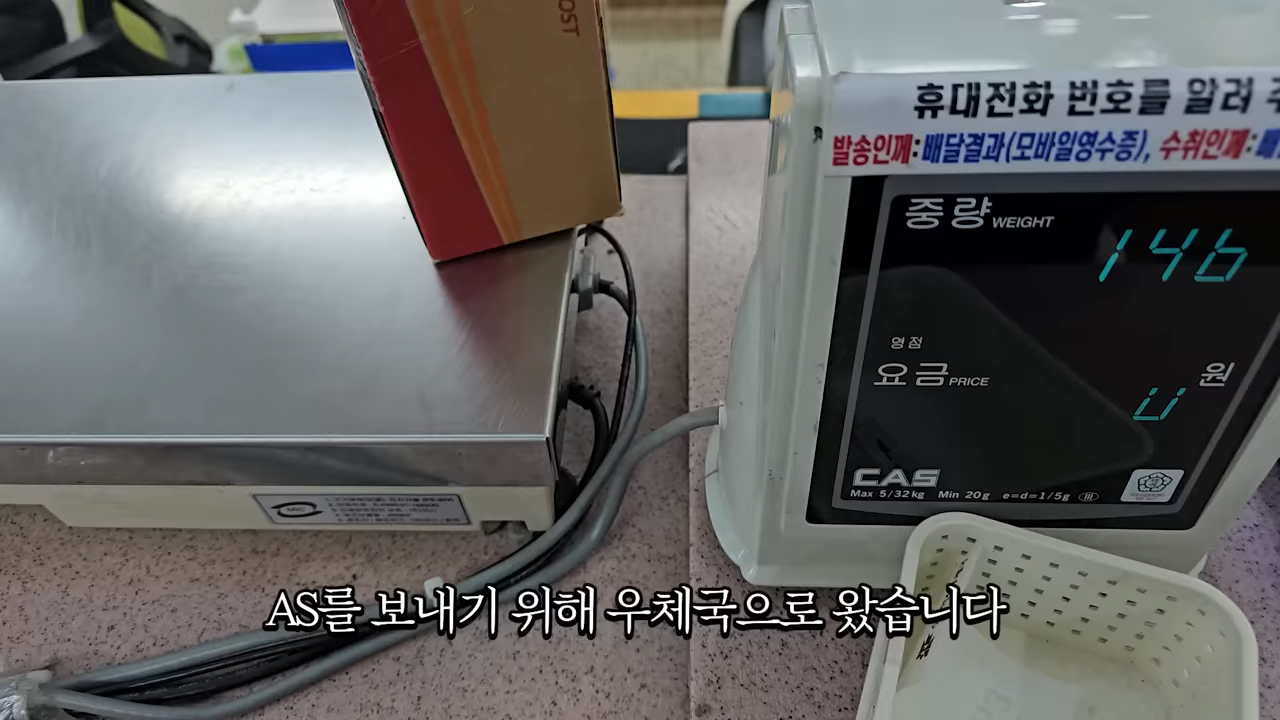 OST
휴대전화 번호를 알려
발송인께:배달결과(모바일영수증), 수취인께:
중량 WEIGHT
146
영점
요금 PRICE
원
0
CAS
Max 5/32kg Min 20g e=d=1/5g III
AS를 보내기 위해 우체국으로 왔습니다